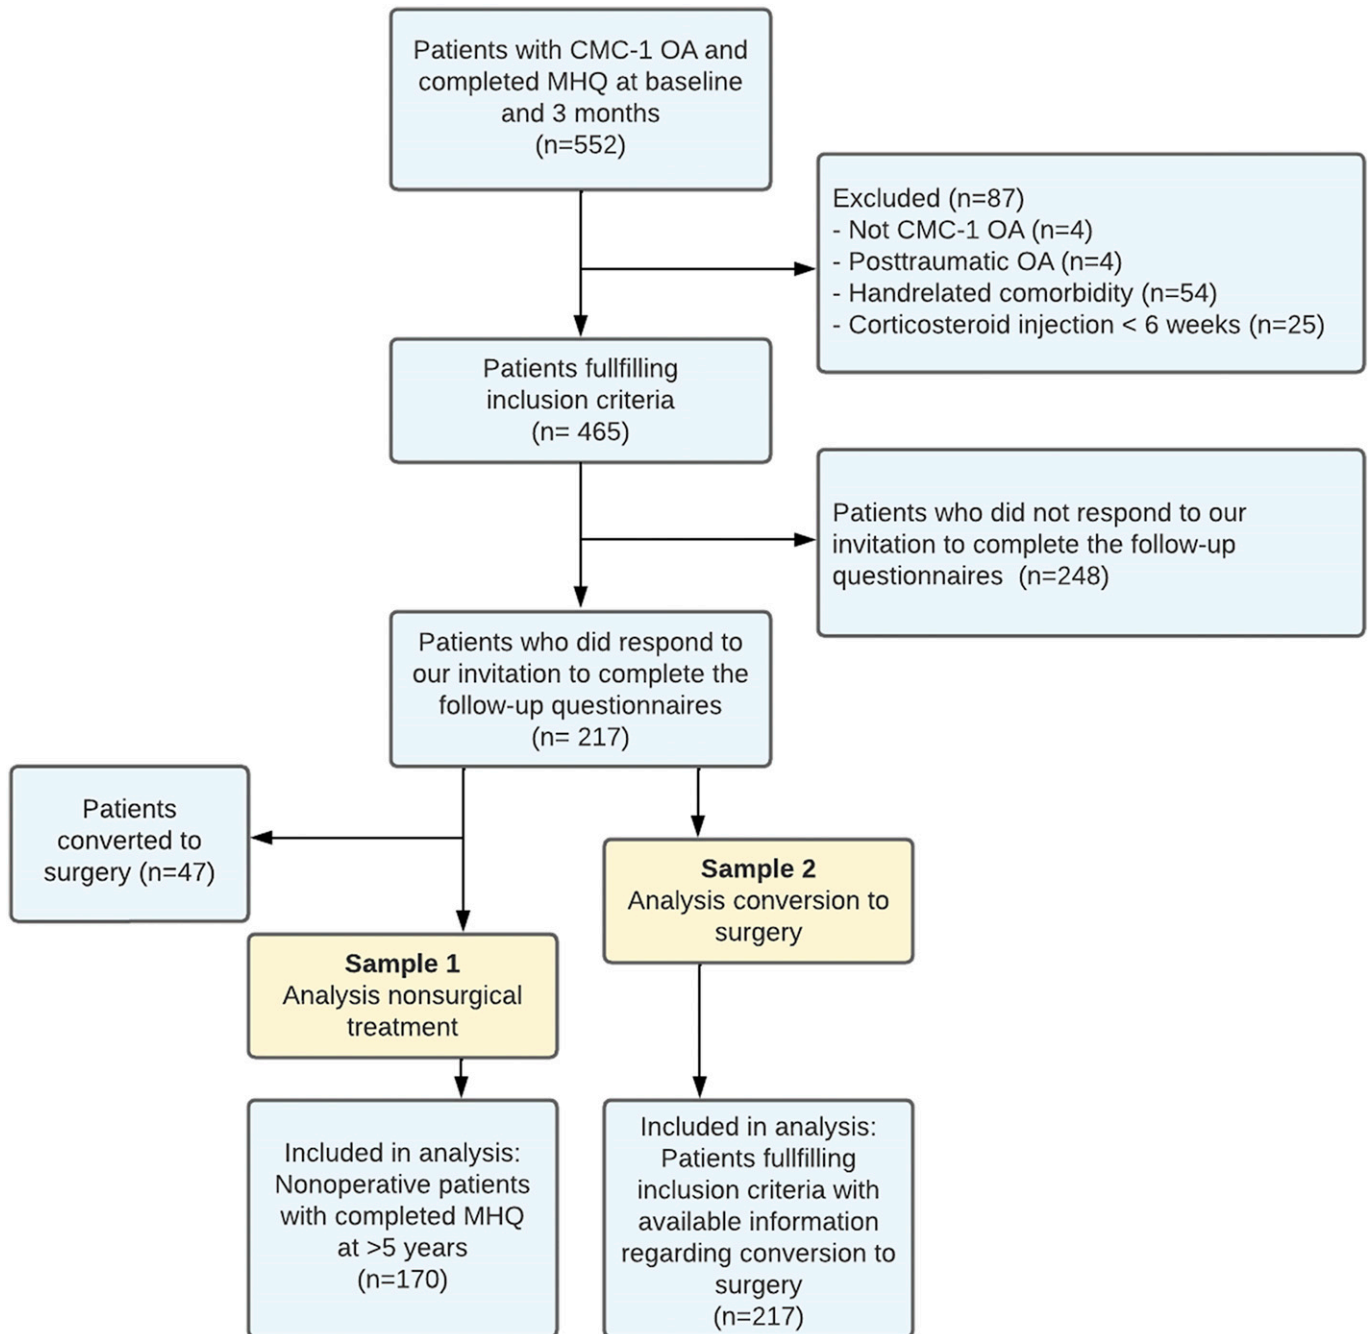 Patients with CMC-1 OA and
completed MHQ at baseline
and 3 months
(n=552)
Excluded (n=87)
- Not CMC-1 OA (n=4)
- Posttraumatic OA (n=4)
- Handrelated comorbidity (n=54)
- Corticosteroid injection < 6 weeks (n=25)
Patients fullfilling
inclusion criteria
(n= 465)
Patients who did not respond to our
invitation to complete the follow-up
questionnaires (n=248)
Patients who did respond to
our invitation to complete the
follow-up questionnaires
(n= 217)
Patients
converted to
surgery (n=47)
Sample 2
Analysis conversion to
surgery
Sample 1
Analysis nonsurgical
treatment
Included in analysis:
Nonoperative patients
with completed MHQ
at >5 years
(n=170)
Included in analysis:
Patients fullfilling
inclusion criteria with
available information
regarding conversion to
surgery
(n=217)